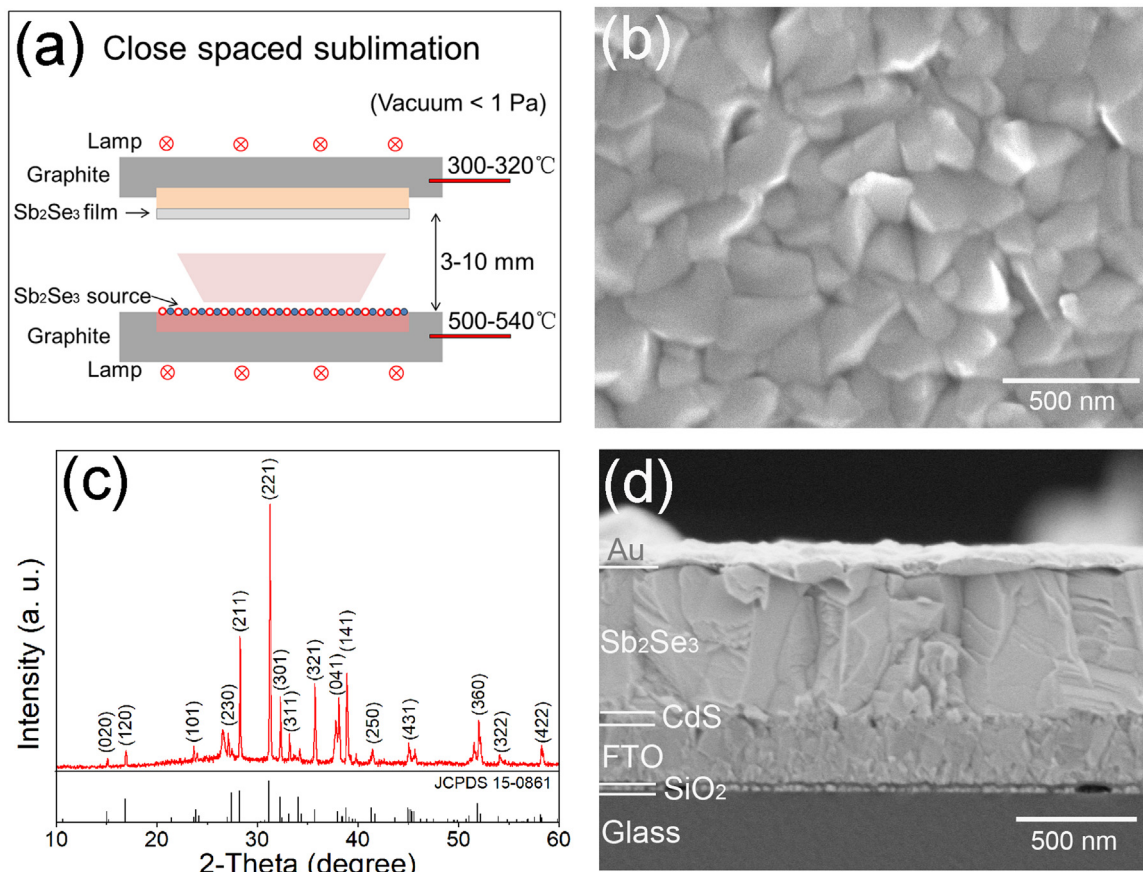 (a) Close spaced sublimation
(Vacuum < 1 Pa)
Lamp
Graphite
300-320℃
Sb₂Se₃ film
3-10 mm
Sb₂Se₃ source
500-540℃
Graphite
Lamp
(b)
500 nm
(c)
Intensity (a. u.)
(020)
(120)
(101)
(230)
(211)
(221)
(301)
(311)
(321)
(041)
(141)
(250)
(431)
(360)
(322)
(422)
JCPDS 15-0861
10 20 30 40 50 60
2-Theta (degree)
(d)
Au
Sb₂Se₃
CdS
FTO
SiO₂
Glass
500 nm